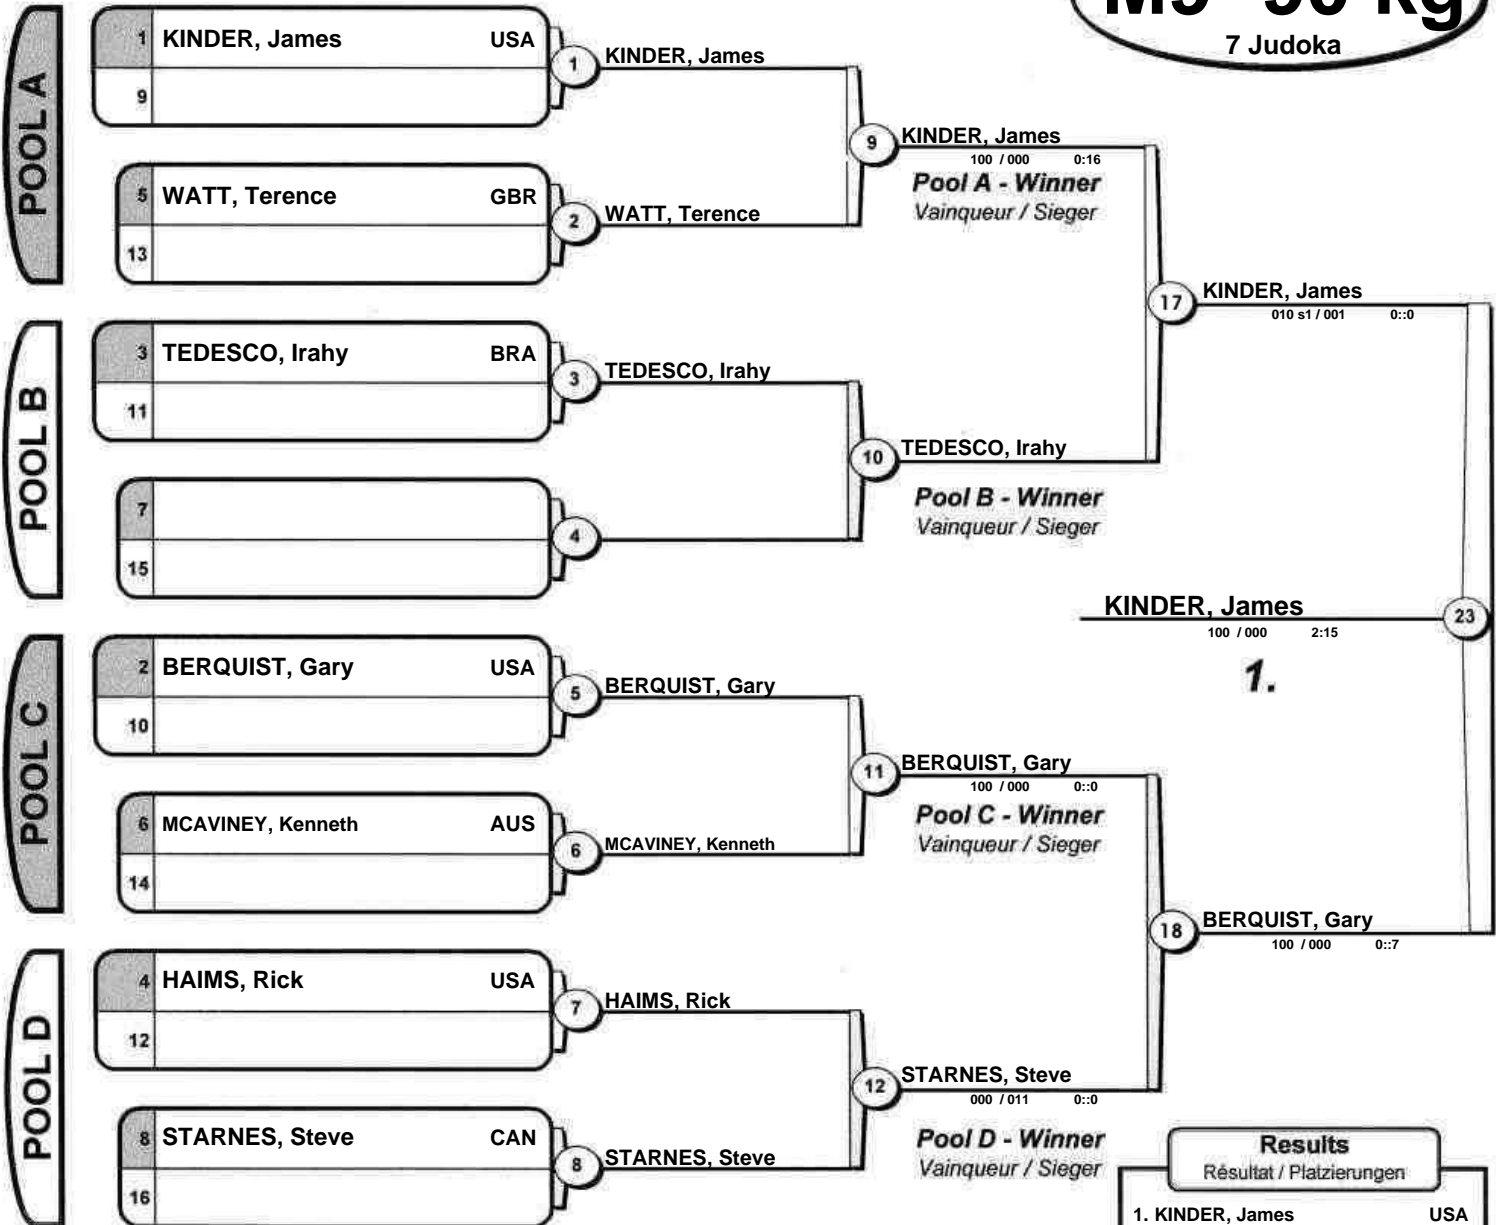 M9 -90 kg
7 Judoka
POOL A
1 KINDER, James USA
9
1 KINDER, James
5 WATT, Terence GBR
13
2 WATT, Terence
9 KINDER, James
100 / 000 0:16
Pool A - Winner
Vainqueur / Sieger
POOL B
3 TEDESCO, Irahy BRA
11
3 TEDESCO, Irahy
7
15
4
10 TEDESCO, Irahy
Pool B - Winner
Vainqueur / Sieger
17 KINDER, James
010 s1 / 001 0::0
POOL C
2 BERQUIST, Gary USA
10
5 BERQUIST, Gary
6 MCAVINEY, Kenneth AUS
14
6 MCAVINEY, Kenneth
11 BERQUIST, Gary
100 / 000 0::0
Pool C - Winner
Vainqueur / Sieger
POOL D
4 HAIMS, Rick USA
12
7 HAIMS, Rick
8 STARNES, Steve CAN
16
8 STARNES, Steve
12 STARNES, Steve
000 / 011 0::0
Pool D - Winner
Vainqueur / Sieger
18 BERQUIST, Gary
100 / 000 0::7
KINDER, James 23
100 / 000 2:15
1.
Results
Résultat / Platzierungen
1. KINDER, James USA